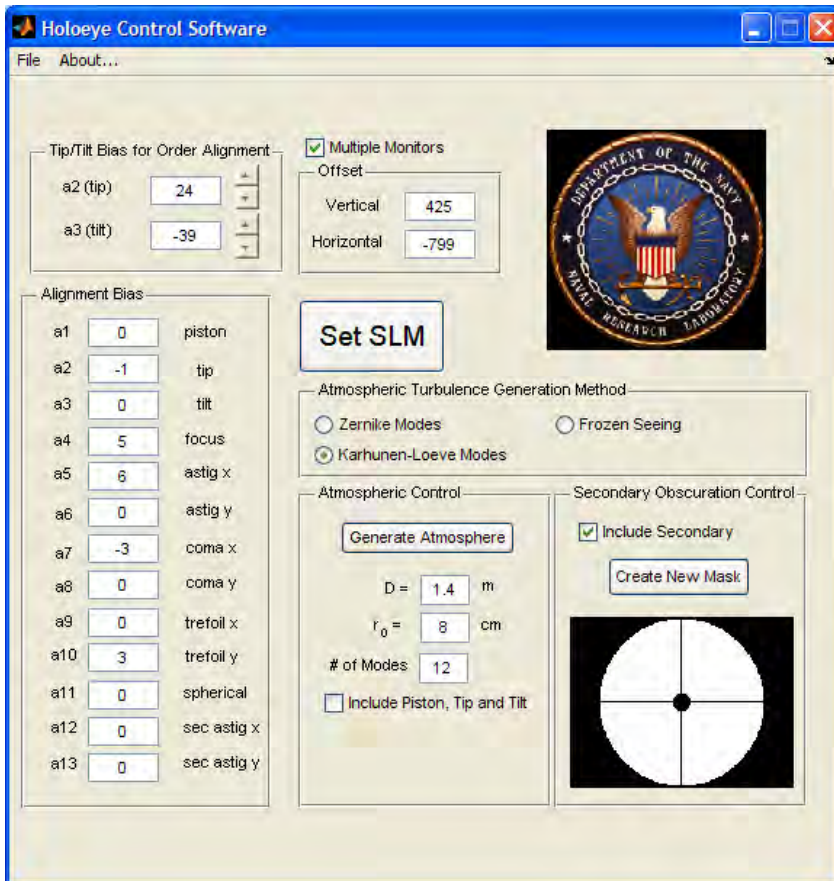 Holoeye Control Software
File About...
Tip/Tilt Bias for Order Alignment
a2 (tip) 24
a3 (tilt) -39
Multiple Monitors
Offset
Vertical 425
Horizontal -799
DEPARTMENT OF THE NAVY
NAVAL RESEARCH LABORATORY
Alignment Bias
a1 0 piston
a2 -1 tip
a3 0 tilt
a4 5 focus
a5 6 astig x
a6 0 astig y
a7 -3 coma x
a8 0 coma y
a9 0 trefoil x
a10 3 trefoil y
a11 0 spherical
a12 0 sec astig x
a13 0 sec astig y
Set SLM
Atmospheric Turbulence Generation Method
Zernike Modes Frozen Seeing
Karhunen-Loeve Modes
Atmospheric Control
Generate Atmosphere
D = 1.4 m
r0 = 8 cm
# of Modes 12
Include Piston, Tip and Tilt
Secondary Obscuration Control
Include Secondary
Create New Mask